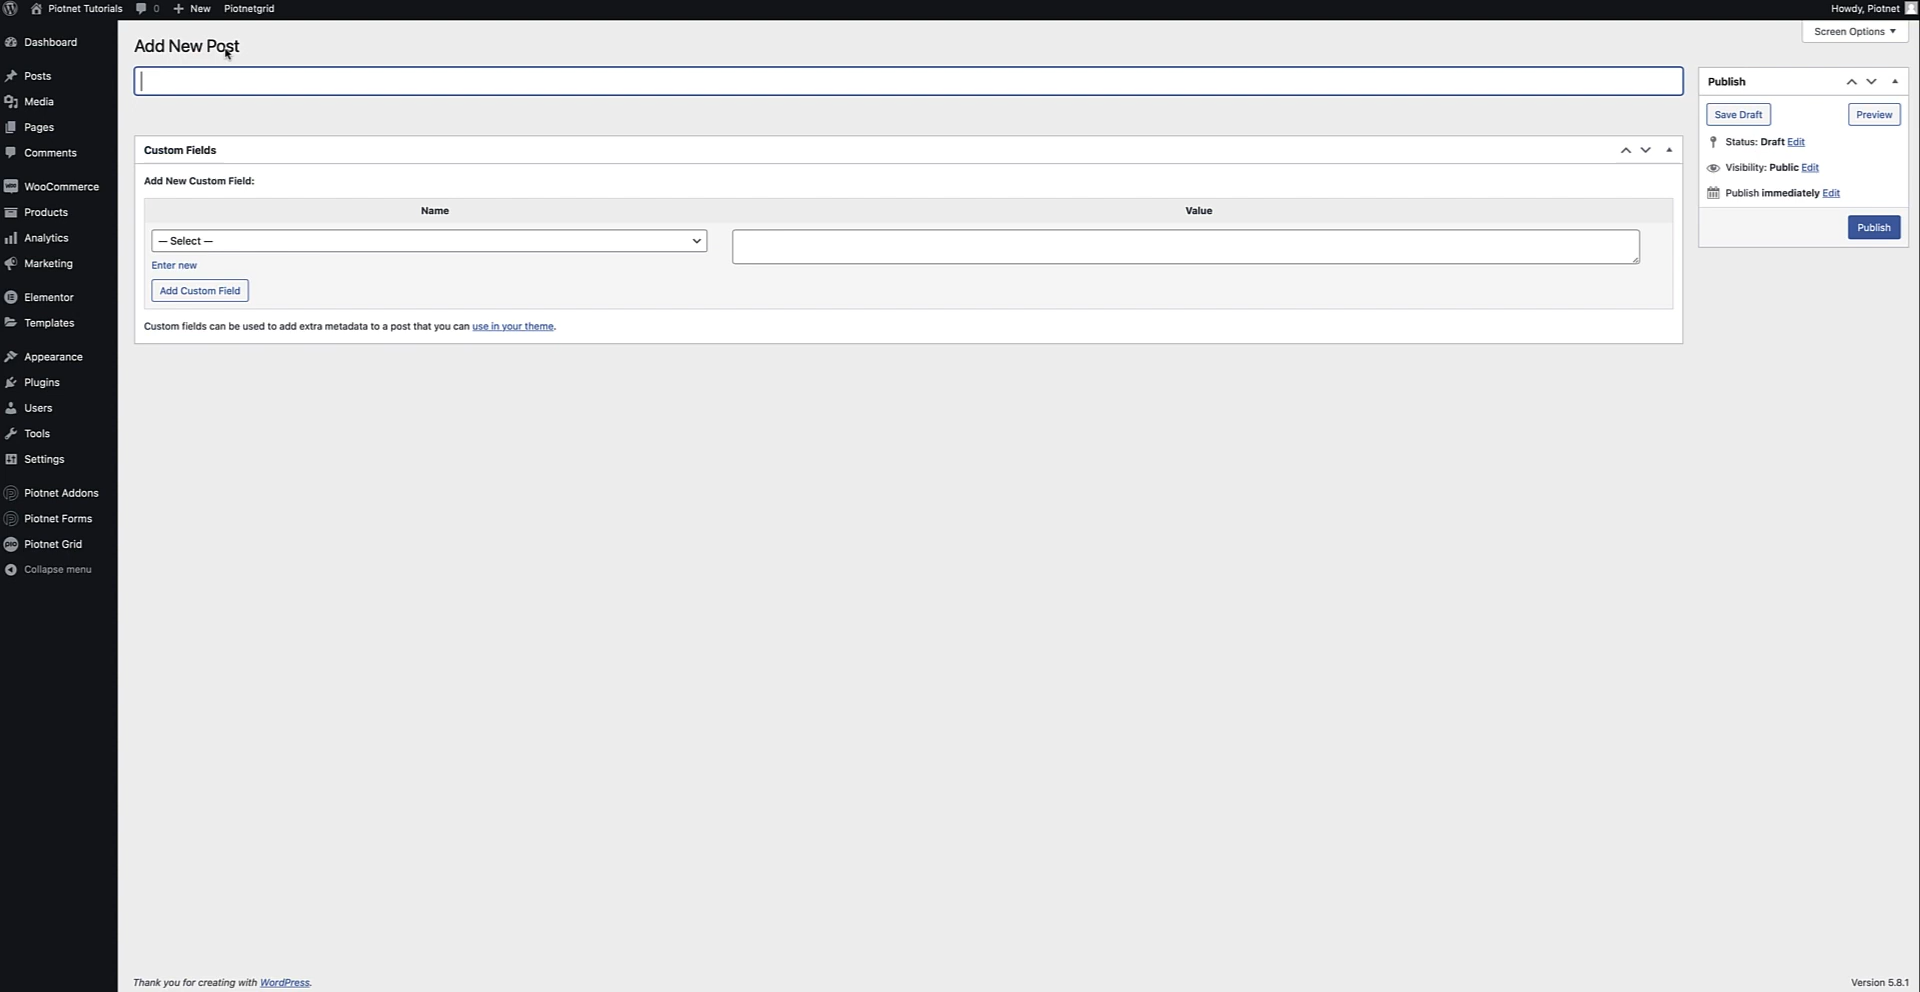 Piotnet Tutorials 0 New Piotnetgrid Howdy, Piotnet
Dashboard
Posts
Media
Pages
Comments
WooCommerce
Products
Analytics
Marketing
Elementor
Templates
Appearance
Plugins
Users
Tools
Settings
Piotnet Addons
Piotnet Forms
Piotnet Grid
Collapse menu
Screen Options
Add New Post
Custom Fields
Add New Custom Field:
Name Value
— Select —
Enter new
Add Custom Field
Custom fields can be used to add extra metadata to a post that you can use in your theme.
Publish
Save Draft Preview
Status: Draft Edit
Visibility: Public Edit
Publish immediately Edit
Publish
Thank you for creating with WordPress. Version 5.8.1